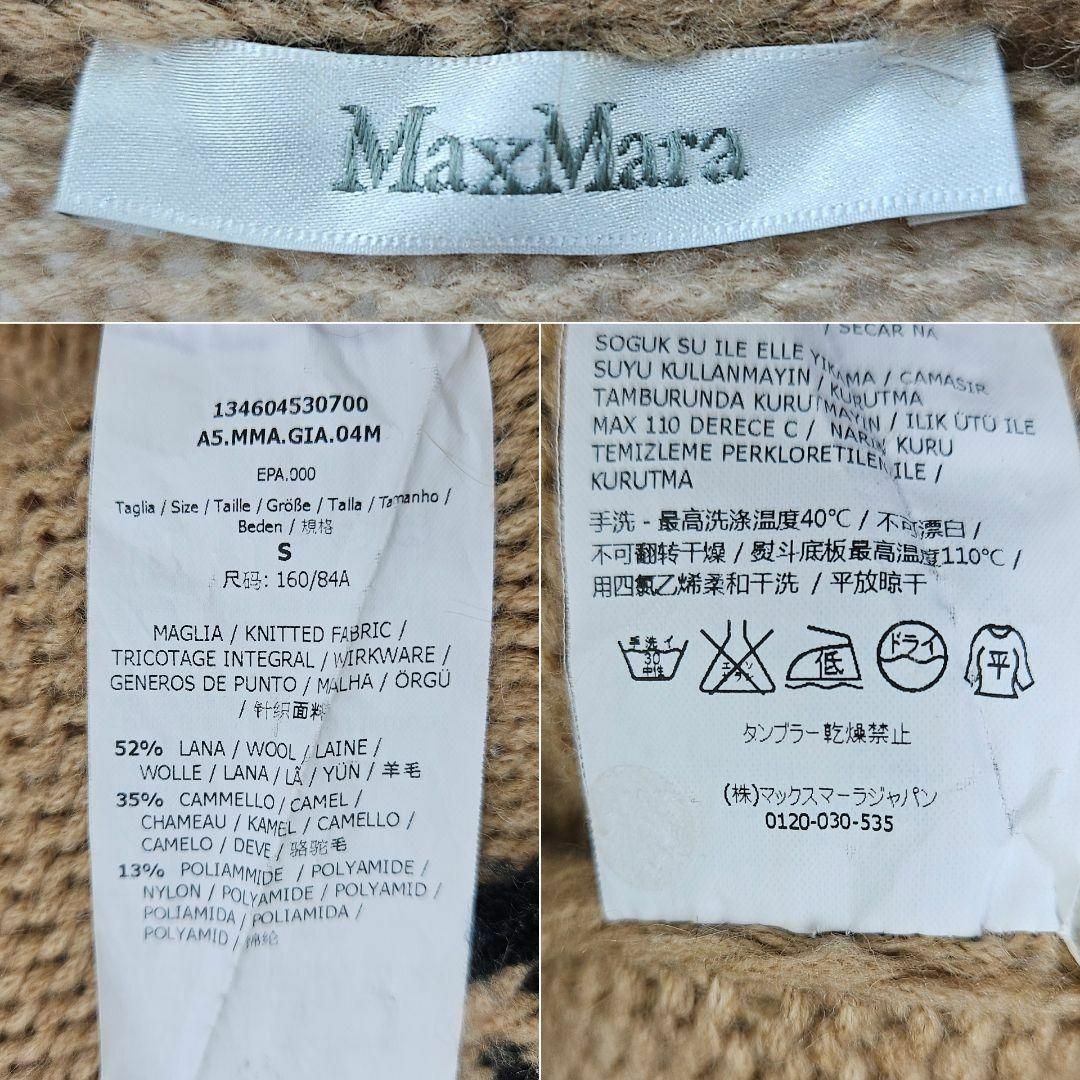 MaxMara
134604530700
A5.MMA.GIA.04M
EPA.000
Taglia / Size / Taille / Größe / Talla / Tamanho /
Beden / 規格
S
尺码: 160/84A
MAGLIA / KNITTED FABRIC /
TRICOTAGE INTEGRAL / WIRKWARE /
GENEROS DE PUNTO / MALHA / ÖRGÜ
/ 针织面料
52% LANA / WOOL / LAINE /
WOLLE / LANA / LÃ / YÜN / 羊毛
35% CAMMELLO / CAMEL /
CHAMEAU / KAMEL / CAMELLO /
CAMELO / DEVE / 骆驼毛
13% POLIAMMIDE / POLYAMIDE /
NYLON / POLYAMIDE / POLYAMID /
POLIAMIDA / POLIAMIDA /
POLYAMID / 锦纶
/ SECAR NA
SOGUK SU ILE ELLE YIKAMA / CAMASIR
SUYU KULLANMAYIN / KURUTMA
TAMBURUNDA KURUTMAYIN / ILIK ÜTÜ ILE
MAX 110 DERECE C / NARIN KURU
TEMIZLEME PERKLORETILEN ILE /
KURUTMA
手洗 - 最高洗涤温度40℃ / 不可漂白 /
不可翻转干燥 / 熨斗底板最高温度110℃ /
用四氯乙烯柔和干洗 / 平放晾干
手洗イ
30
中性
エンソ
サラシ
低
ドライ
平
タンブラー乾燥禁止
(株)マックスマーラジャパン
0120-030-535